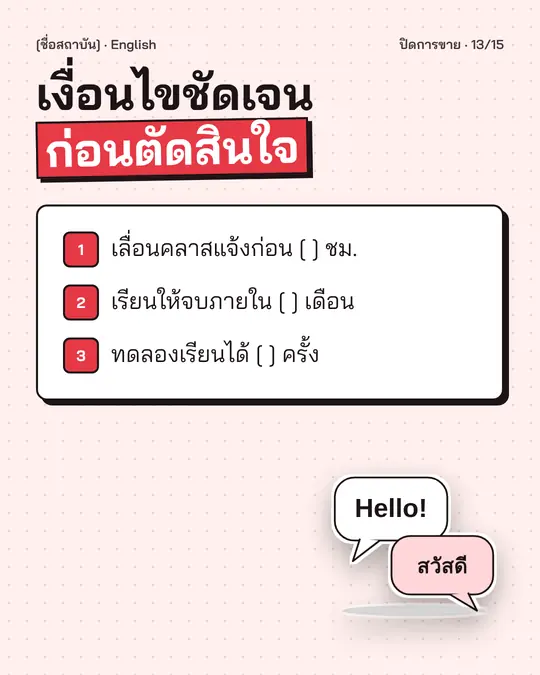 [ชื่อสถาบัน] · English
ปิดการขาย · 13/15
เงื่อนไขชัดเจน
ก่อนตัดสินใจ
1 เลื่อนคลาสแจ้งก่อน [ ] ชม.
2 เรียนให้จบภายใน [ ] เดือน
3 ทดลองเรียนได้ [ ] ครั้ง
Hello!
สวัสดี